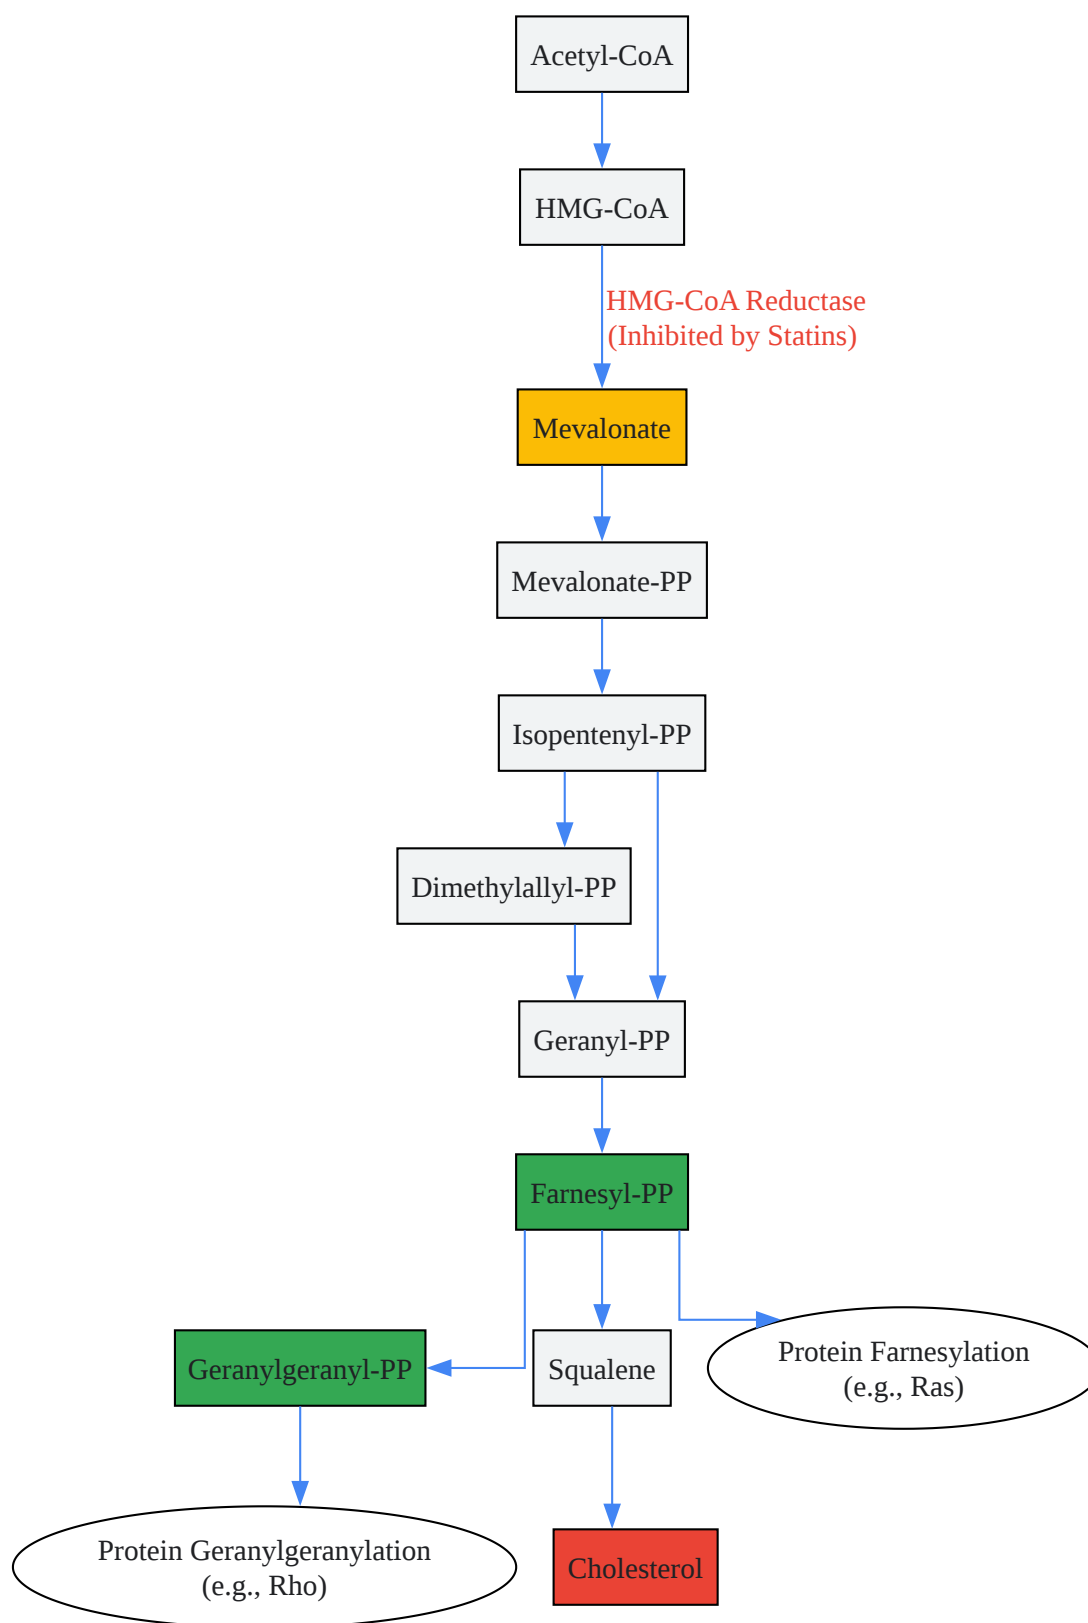 Acetyl-CoA
HMG-CoA
HMG-CoA Reductase
(Inhibited by Statins)
Mevalonate
Mevalonate-PP
Isopentenyl-PP
Dimethylallyl-PP
Geranyl-PP
Farnesyl-PP
Geranylgeranyl-PP
Squalene
Protein Farnesylation
(e.g., Ras)
Protein Geranylgeranylation
(e.g., Rho)
Cholesterol